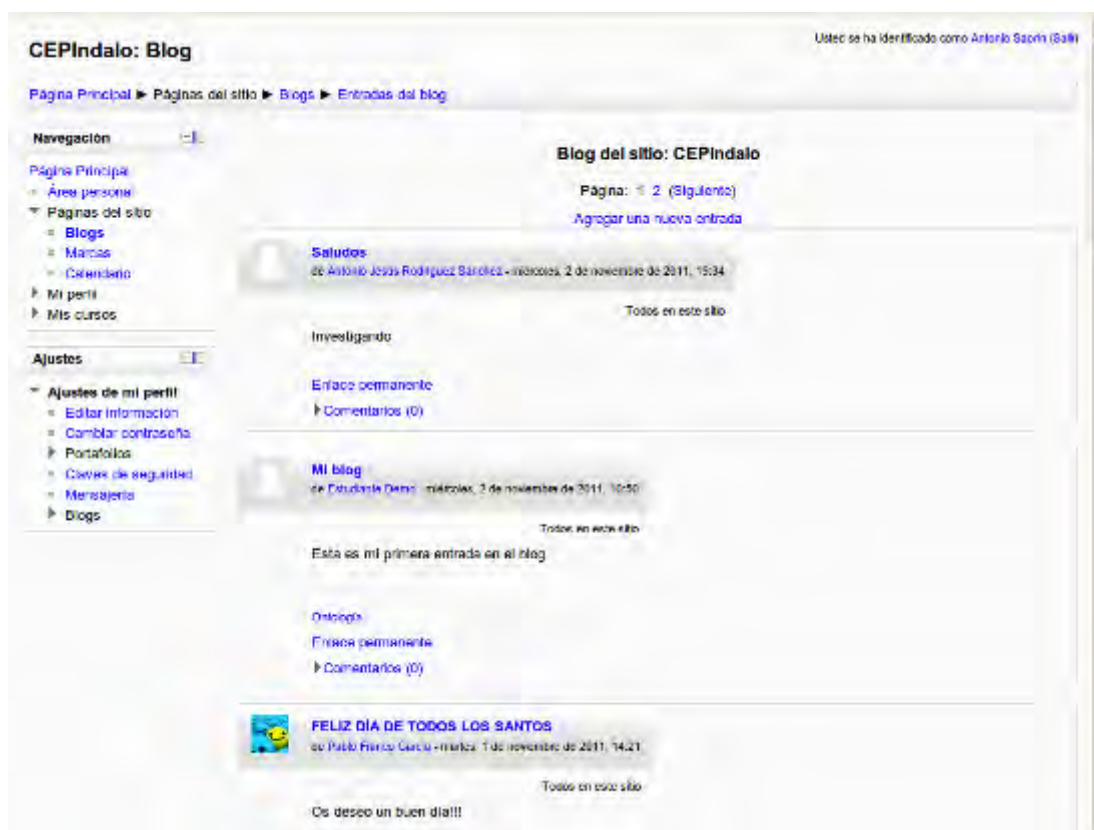 CEPIndalo: Blog
Usted se ha identificado como Antonio Saorín (Salir)
Página Principal ► Páginas del sitio ► Blogs ► Entradas del blog
Navegación
Página Principal
Área personal
Páginas del sitio
Blogs
Marcas
Calendario
Mi perfil
Mis cursos
Ajustes
Ajustes de mi perfil
Editar información
Cambiar contraseña
Portafolios
Claves de seguridad
Mensajería
Blogs
Blog del sitio: CEPIndalo
Página: 1 2 (Siguiente)
Agregar una nueva entrada
Saludos
de Antonio Jesús Rodríguez Sánchez - miércoles, 2 de noviembre de 2011, 15:34
Todos en este sitio
Investigando
Enlace permanente
Comentarios (0)
Mi blog
de Estudiante Demo - miércoles, 2 de noviembre de 2011, 10:50
Todos en este sitio
Esta es mi primera entrada en el blog
Ontología
Enlace permanente
Comentarios (0)
FELIZ DÍA DE TODOS LOS SANTOS
de Pablo García - martes, 1 de noviembre de 2011, 14:21
Todos en este sitio
Os deseo un buen día!!!